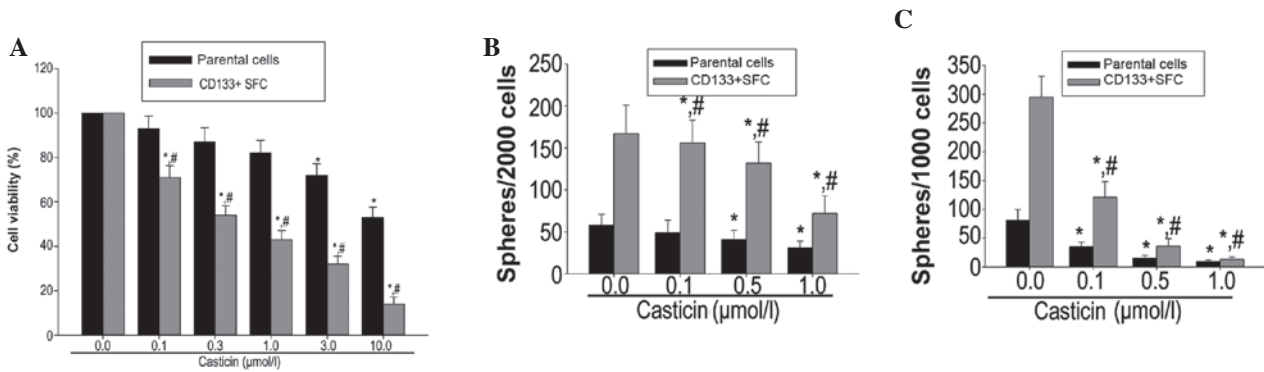 A
Parental cells
CD133+ SFC
Cell viability (%)
120
100
80
60
40
20
0
*,#
*,#
*,#
*
*,#
*
*,#
0.0 0.1 0.3 1.0 3.0 10.0
Casticin (µmol/l)
B
Parental cells
CD133+SFC
Spheres/2000 cells
250
200
150
100
50
0
*,#
*
*,#
*
*,#
0.0 0.1 0.5 1.0
Casticin (µmol/l)
C
Parental cells
CD133+SFC
Spheres/1000 cells
350
300
250
200
150
100
50
0
*
*,#
*
*,#
*
*,#
0.0 0.1 0.5 1.0
Casticin (µmol/l)